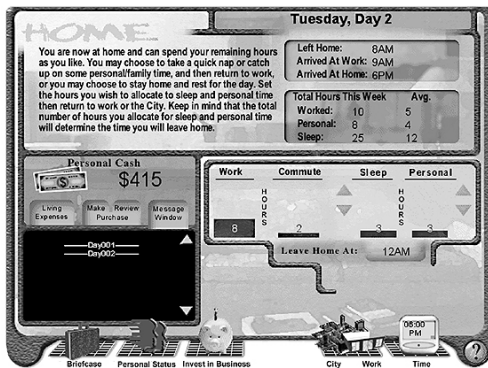 HOME
Tuesday, Day 2
You are now at home and can spend your remaining hours
as you like. You may choose to take a quick nap or catch
up on some personal/family time, and then return to work,
or you may choose to stay home and rest for the day. Set
the hours you wish to allocate to sleep and personal time
then return to work or the City. Keep in mind that the total
number of hours you allocate for sleep and personal time
will determine the time you will leave home.
Left Home: 8AM
Arrived At Work: 9AM
Arrived At Home: 6PM
Total Hours This Week Avg.
Worked: 10 5
Personal: 8 4
Sleep: 25 12
Personal Cash
$415
Living Expenses
Make Review Purchase
Message Window
Day001
Day002
Work Commute Sleep Personal
HOURS
HOURS
8 2 3 3
Leave Home At: 12AM
06:00
PM
Briefcase Personal Status Invest in Business City Work Time
?